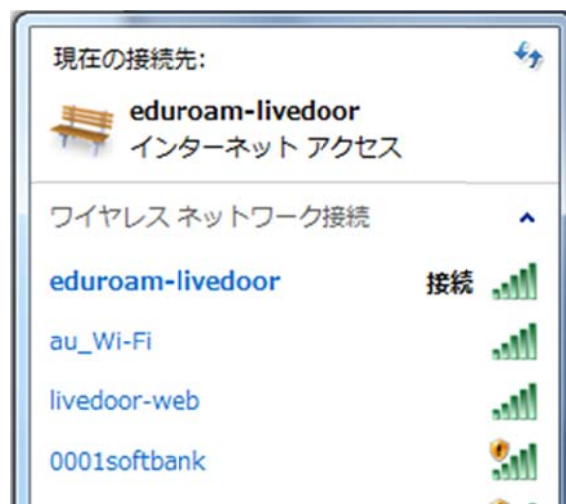 現在の接続先:
eduroam-livedoor
インターネット アクセス
ワイヤレス ネットワーク接続
eduroam-livedoor 接続
au_Wi-Fi
livedoor-web
0001softbank